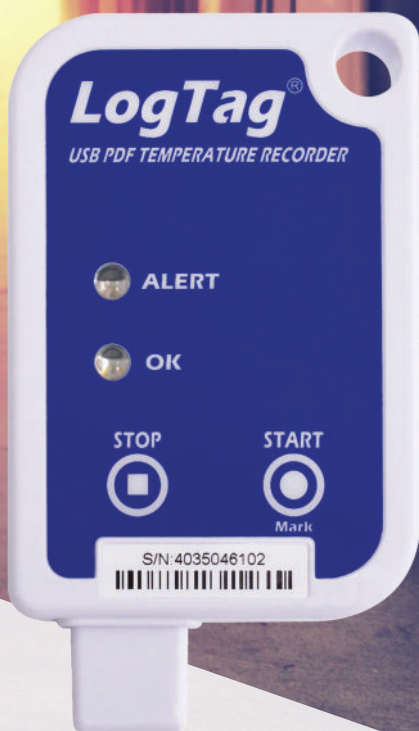 LogTag®
USB PDF TEMPERATURE RECORDER
ALERT
OK
STOP
START
Mark
S/N:4035046102